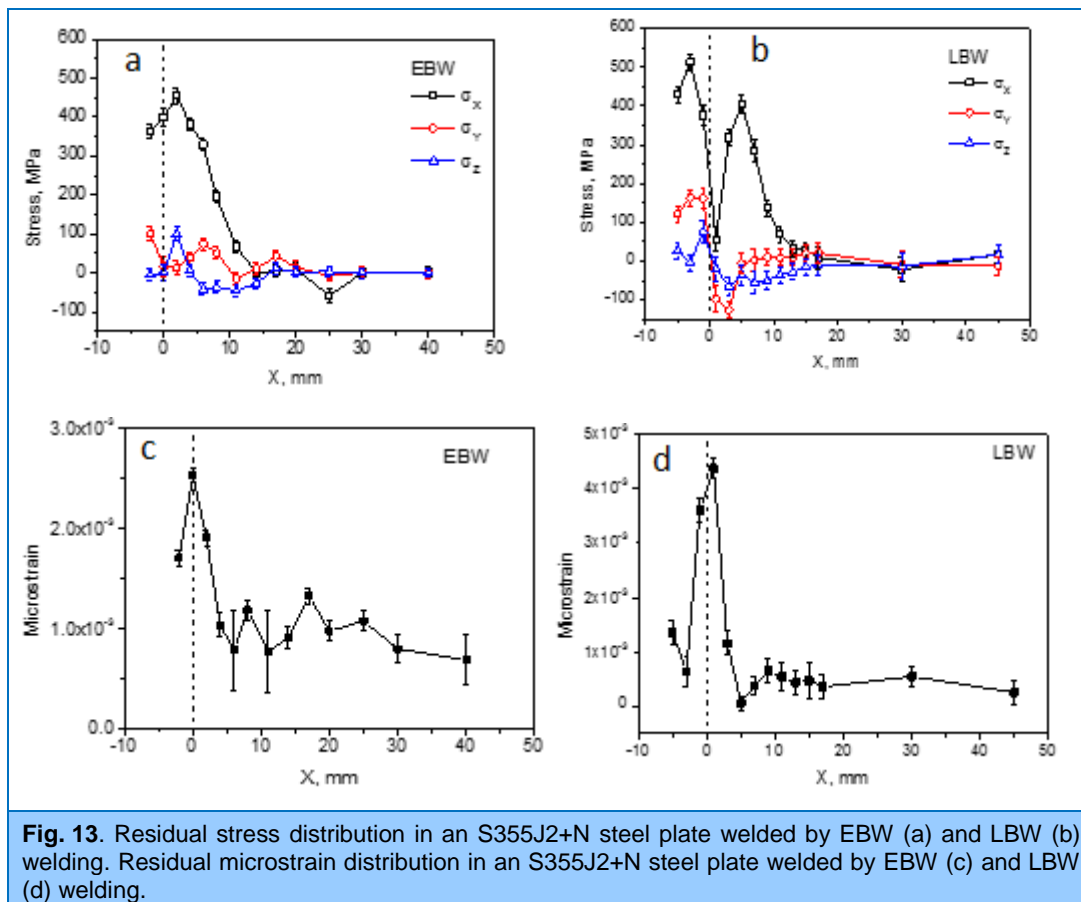 a
EBW
σX
σY
σZ
Stress, MPa
600
500
400
300
200
100
0
-100
-10 0 10 20 30 40 50
X, mm
b
LBW
σX
σY
σZ
Stress, MPa
600
500
400
300
200
100
0
-100
-10 0 10 20 30 40 50
X, mm
c
EBW
Microstrain
3.0x10⁻³
2.0x10⁻³
1.0x10⁻³
0.0
-10 0 10 20 30 40 50
X, mm
d
LBW
Microstrain
5x10⁻³
4x10⁻³
3x10⁻³
2x10⁻³
1x10⁻³
0
-10 0 10 20 30 40 50
X, mm
Fig. 13. Residual stress distribution in an S355J2+N steel plate welded by EBW (a) and LBW (b)
welding. Residual microstrain distribution in an S355J2+N steel plate welded by EBW (c) and LBW
(d) welding.